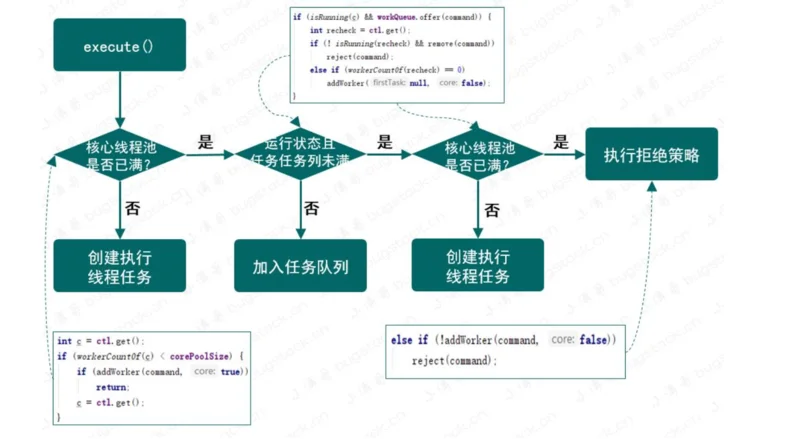 if (isRunning(c) && workQueue.offer(command)) {
int recheck = ctl.get();
if (! isRunning(recheck) && remove(command))
reject(command);
else if (workerCountOf(recheck) == 0)
addWorker( firstTask: null, core: false);
}
execute()
核心线程池
是否已满?
是
运行状态且
任务任务列未满
是
核心线程池
是否已满?
是
执行拒绝策略
否
否
否
创建执行
线程任务
加入任务队列
创建执行
线程任务
int c = ctl.get();
if (workerCountOf(c) < corePoolSize) {
if (addWorker(command, core: true))
return;
c = ctl.get();
}
else if (!addWorker(command, core: false))
reject(command);
小傅哥 bugstack.cn